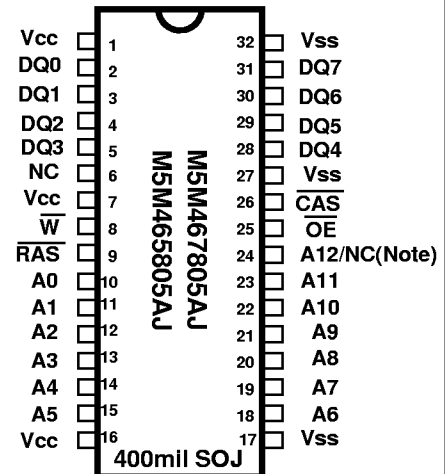 Vcc 1 32 Vss
DQ0 2 31 DQ7
DQ1 3 30 DQ6
DQ2 4 29 DQ5
DQ3 5 28 DQ4
NC 6 27 Vss
Vcc 7 26 CAS
W 8 25 OE
RAS 9 24 A12/NC(Note)
A0 10 23 A11
A1 11 22 A10
A2 12 21 A9
A3 13 20 A8
A4 14 19 A7
A5 15 18 A6
Vcc 16 17 Vss
M5M467805AJ
M5M465805AJ
400mil SOJ